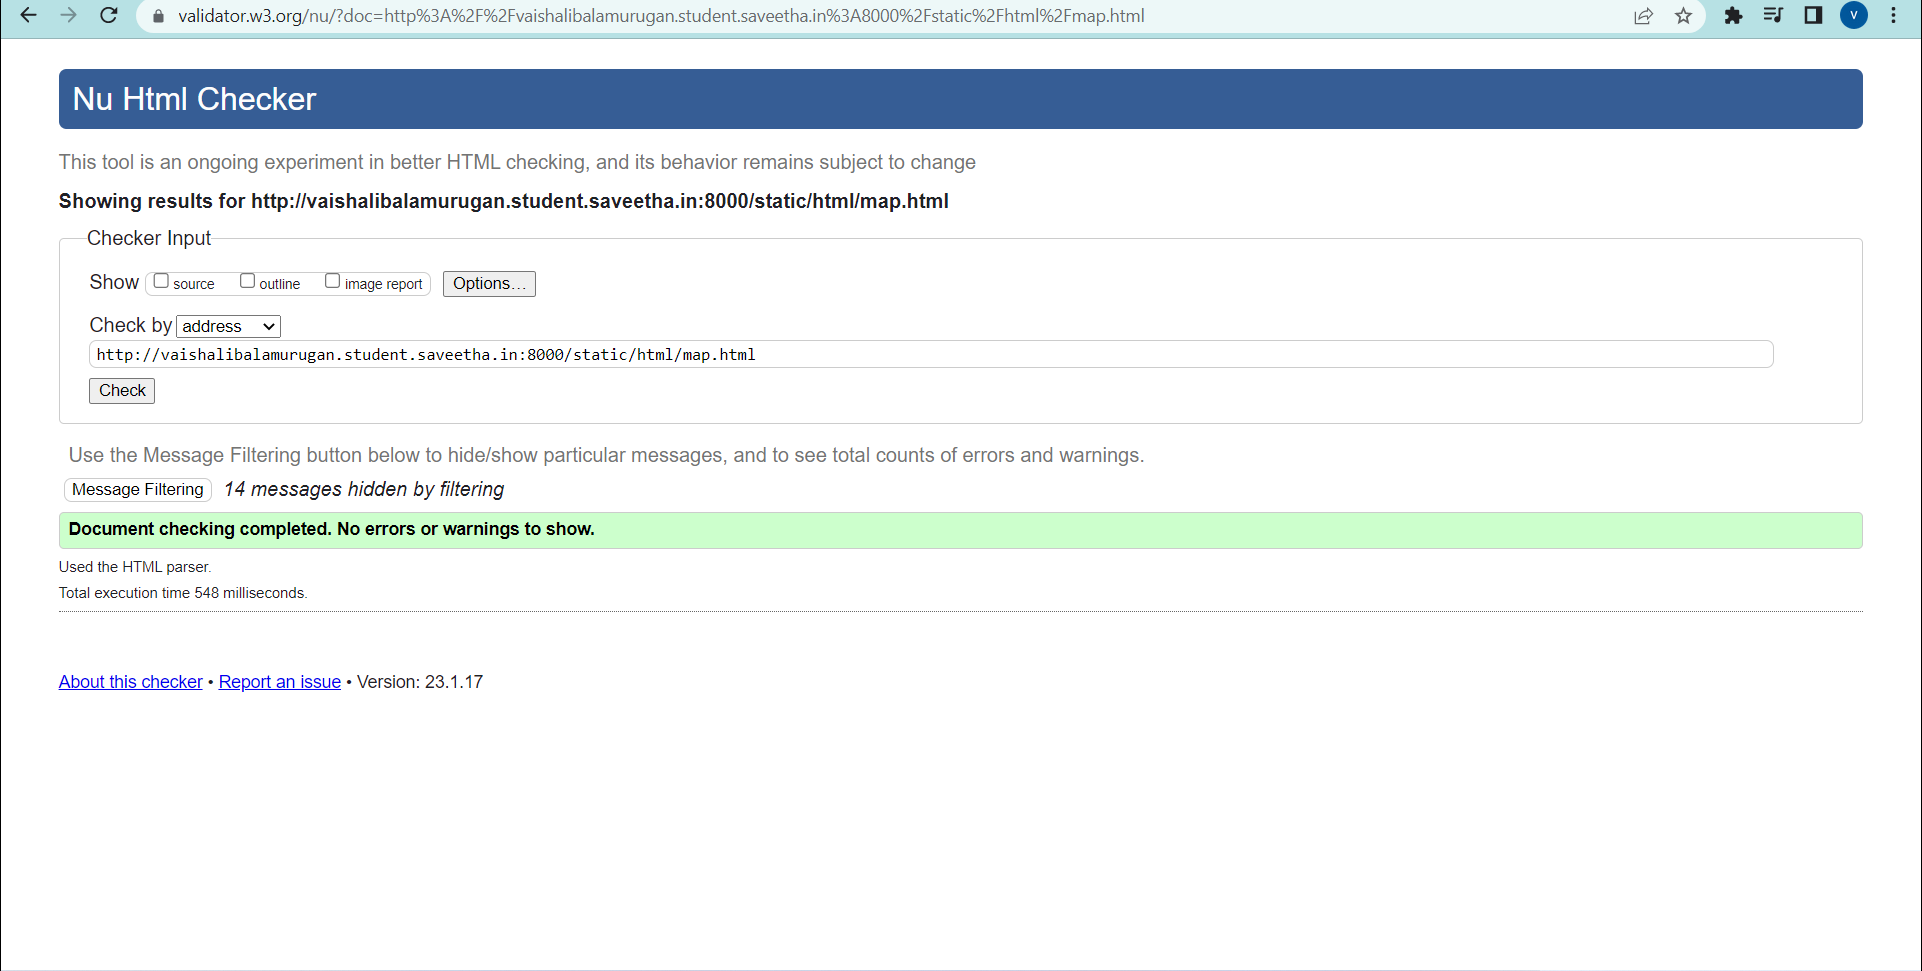 validator.w3.org/nu/?doc=http%3A%2F%2Fvaishalibalamurugan.student.saveetha.in%3A8000%2Fstatic%2Fhtml%2Fmap.html
V
Nu Html Checker
This tool is an ongoing experiment in better HTML checking, and its behavior remains subject to change
Showing results for http://vaishalibalamurugan.student.saveetha.in:8000/static/html/map.html
Checker Input
Show source outline image report Options...
Check by address
http://vaishalibalamurugan.student.saveetha.in:8000/static/html/map.html
Check
Use the Message Filtering button below to hide/show particular messages, and to see total counts of errors and warnings.
Message Filtering 14 messages hidden by filtering
Document checking completed. No errors or warnings to show.
Used the HTML parser.
Total execution time 548 milliseconds.
About this checker • Report an issue • Version: 23.1.17